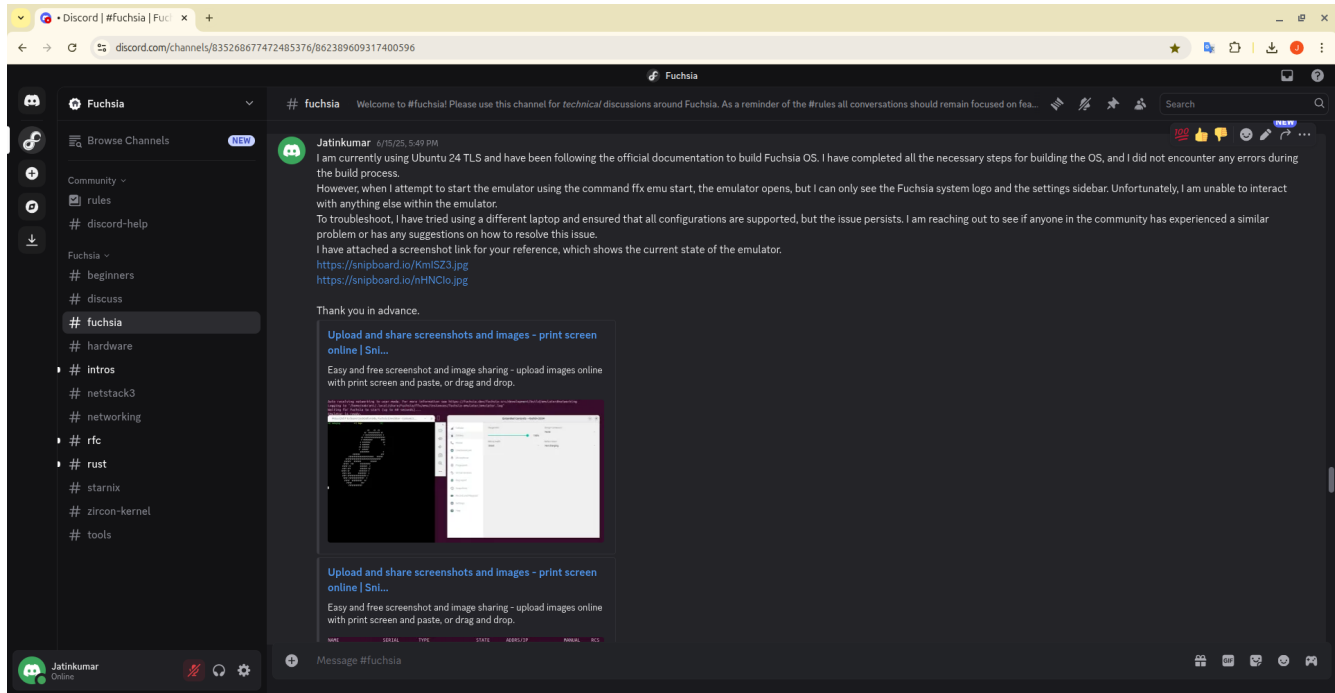 • Discord | #fuchsia | Fuc
discord.com/channels/835268677472485376/862389609317400596
J
Fuchsia
Fuchsia
# fuchsia Welcome to #fuchsia! Please use this channel for technical discussions around Fuchsia. As a reminder of the #rules all conversations should remain focused on fea...
Search
Browse Channels NEW
NEW
Community
rules
# discord-help
Fuchsia
# beginners
# discuss
# fuchsia
# hardware
# intros
# netstack3
# networking
# rfc
# rust
# starnix
# zircon-kernel
# tools
Jatinkumar
Online
Jatinkumar 6/15/25, 5:49 PM
I am currently using Ubuntu 24 TLS and have been following the official documentation to build Fuchsia OS. I have completed all the necessary steps for building the OS, and I did not encounter any errors during
the build process.
However, when I attempt to start the emulator using the command ffx emu start, the emulator opens, but I can only see the Fuchsia system logo and the settings sidebar. Unfortunately, I am unable to interact
with anything else within the emulator.
To troubleshoot, I have tried using a different laptop and ensured that all configurations are supported, but the issue persists. I am reaching out to see if anyone in the community has experienced a similar
problem or has any suggestions on how to resolve this issue.
I have attached a screenshot link for your reference, which shows the current state of the emulator.
https://snipboard.io/KmISZ3.jpg
https://snipboard.io/nHNCIo.jpg
Thank you in advance.
Upload and share screenshots and images - print screen
online | Sni...
Easy and free screenshot and image sharing - upload images online
with print screen and paste, or drag and drop.
Upload and share screenshots and images - print screen
online | Sni...
Easy and free screenshot and image sharing - upload images online
with print screen and paste, or drag and drop.
NAME SERIAL TYPE STATE ADDRS/IP MANUAL RCS
Message #fuchsia
GIF